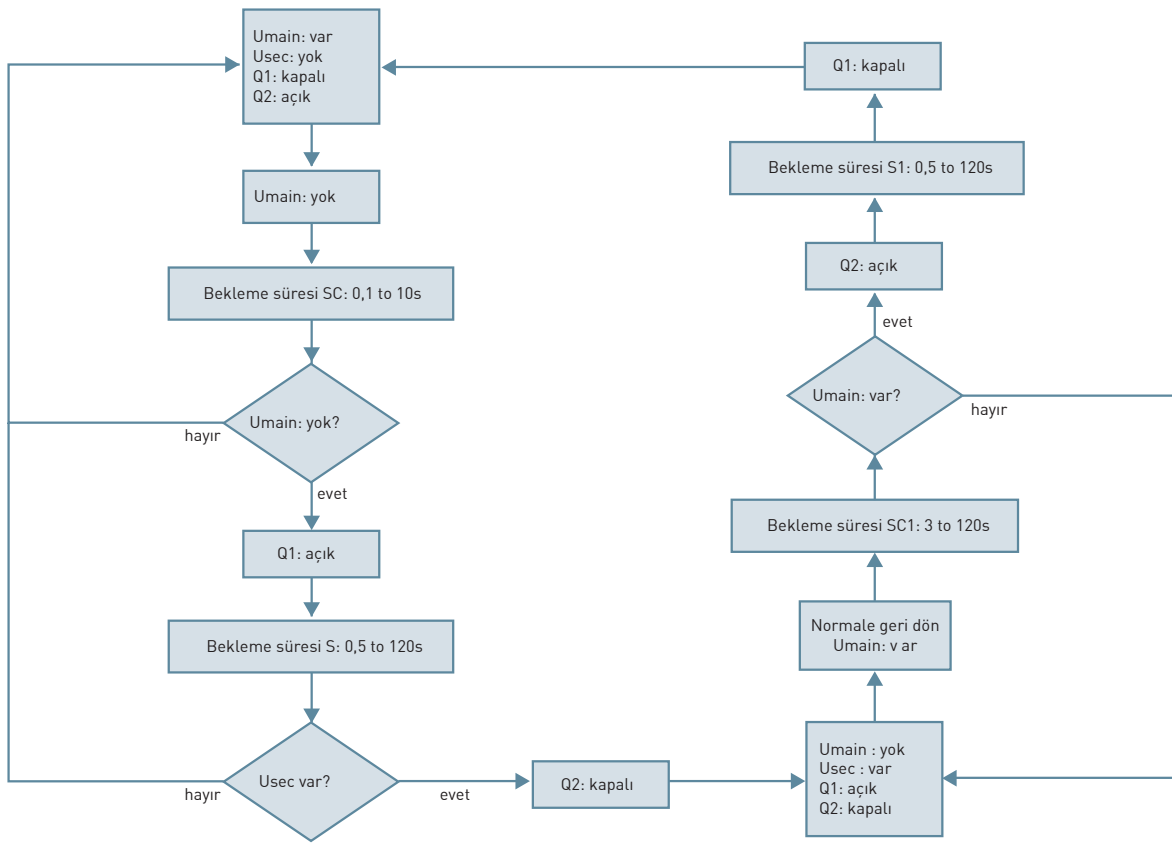 Umain: var
Usec: yok
Q1: kapalı
Q2: açık
Umain: yok
Bekleme süresi SC: 0,1 to 10s
Umain: yok?
hayır
evet
Q1: açık
Bekleme süresi S: 0,5 to 120s
Usec var?
hayır
evet
Q2: kapalı
Umain : yok
Usec : var
Q1: açık
Q2: kapalı
Normale geri dön
Umain: v ar
Bekleme süresi SC1: 3 to 120s
Umain: var?
hayır
evet
Q2: açık
Bekleme süresi S1: 0,5 to 120s
Q1: kapalı